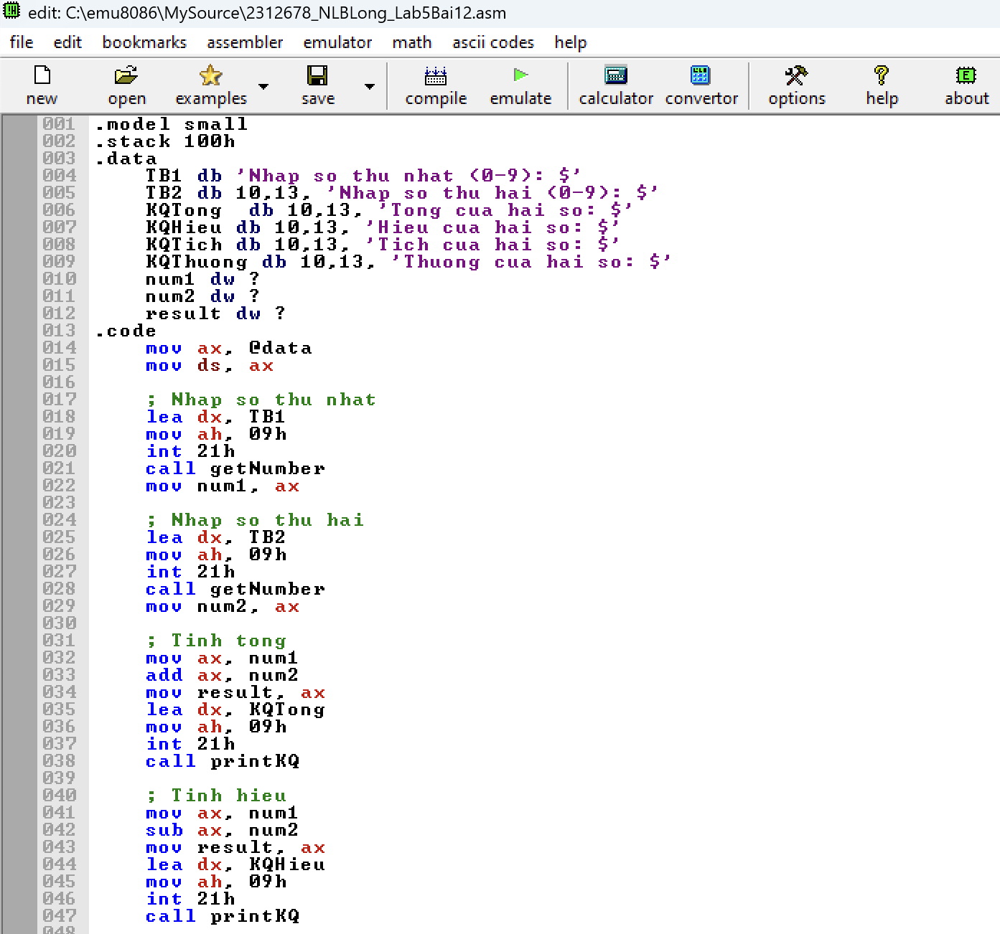 edit: C:\emu8086\MySource\2312678_NLBLong_Lab5Bai12.asm
file edit bookmarks assembler emulator math ascii codes help
new open examples save compile emulate calculator convertor options help about
001 .model small
002 .stack 100h
003 .data
004 TB1 db 'Nhap so thu nhat (0-9): $'
005 TB2 db 10,13, 'Nhap so thu hai (0-9): $'
006 KQTong  db 10,13, 'Tong cua hai so: $'
007 KQHieu db 10,13, 'Hieu cua hai so: $'
008 KQTich db 10,13, 'Tich cua hai so: $'
009 KQThuong db 10,13, 'Thuong cua hai so: $'
010 num1 dw ?
011 num2 dw ?
012 result dw ?
013 .code
014 mov ax, @data
015 mov ds, ax
016
017 ; Nhap so thu nhat
018 lea dx, TB1
019 mov ah, 09h
020 int 21h
021 call getNumber
022 mov num1, ax
023
024 ; Nhap so thu hai
025 lea dx, TB2
026 mov ah, 09h
027 int 21h
028 call getNumber
029 mov num2, ax
030
031 ; Tinh tong
032 mov ax, num1
033 add ax, num2
034 mov result, ax
035 lea dx, KQTong
036 mov ah, 09h
037 int 21h
038 call printKQ
039
040 ; Tinh hieu
041 mov ax, num1
042 sub ax, num2
043 mov result, ax
044 lea dx, KQHieu
045 mov ah, 09h
046 int 21h
047 call printKQ
048